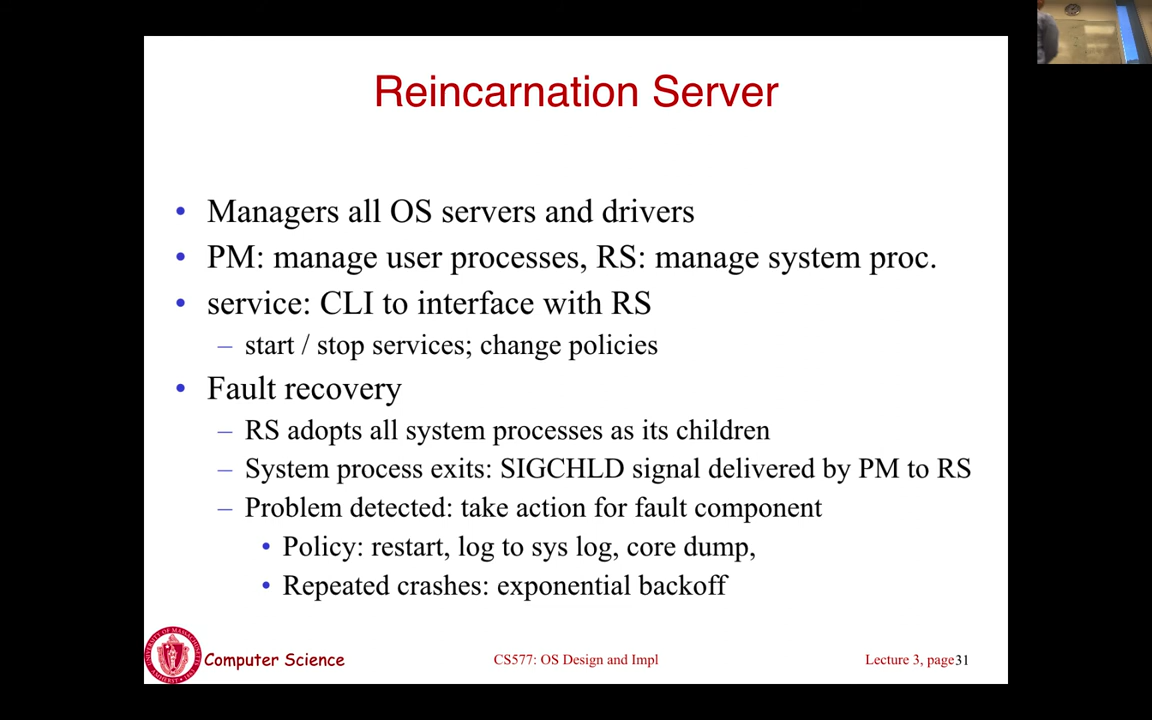 Reincarnation Server
• Managers all OS servers and drivers
• PM: manage user processes, RS: manage system proc.
• service: CLI to interface with RS
– start / stop services; change policies
• Fault recovery
– RS adopts all system processes as its children
– System process exits: SIGCHLD signal delivered by PM to RS
– Problem detected: take action for fault component
• Policy: restart, log to sys log, core dump,
• Repeated crashes: exponential backoff
Computer Science
CS577: OS Design and Impl
Lecture 3, page31